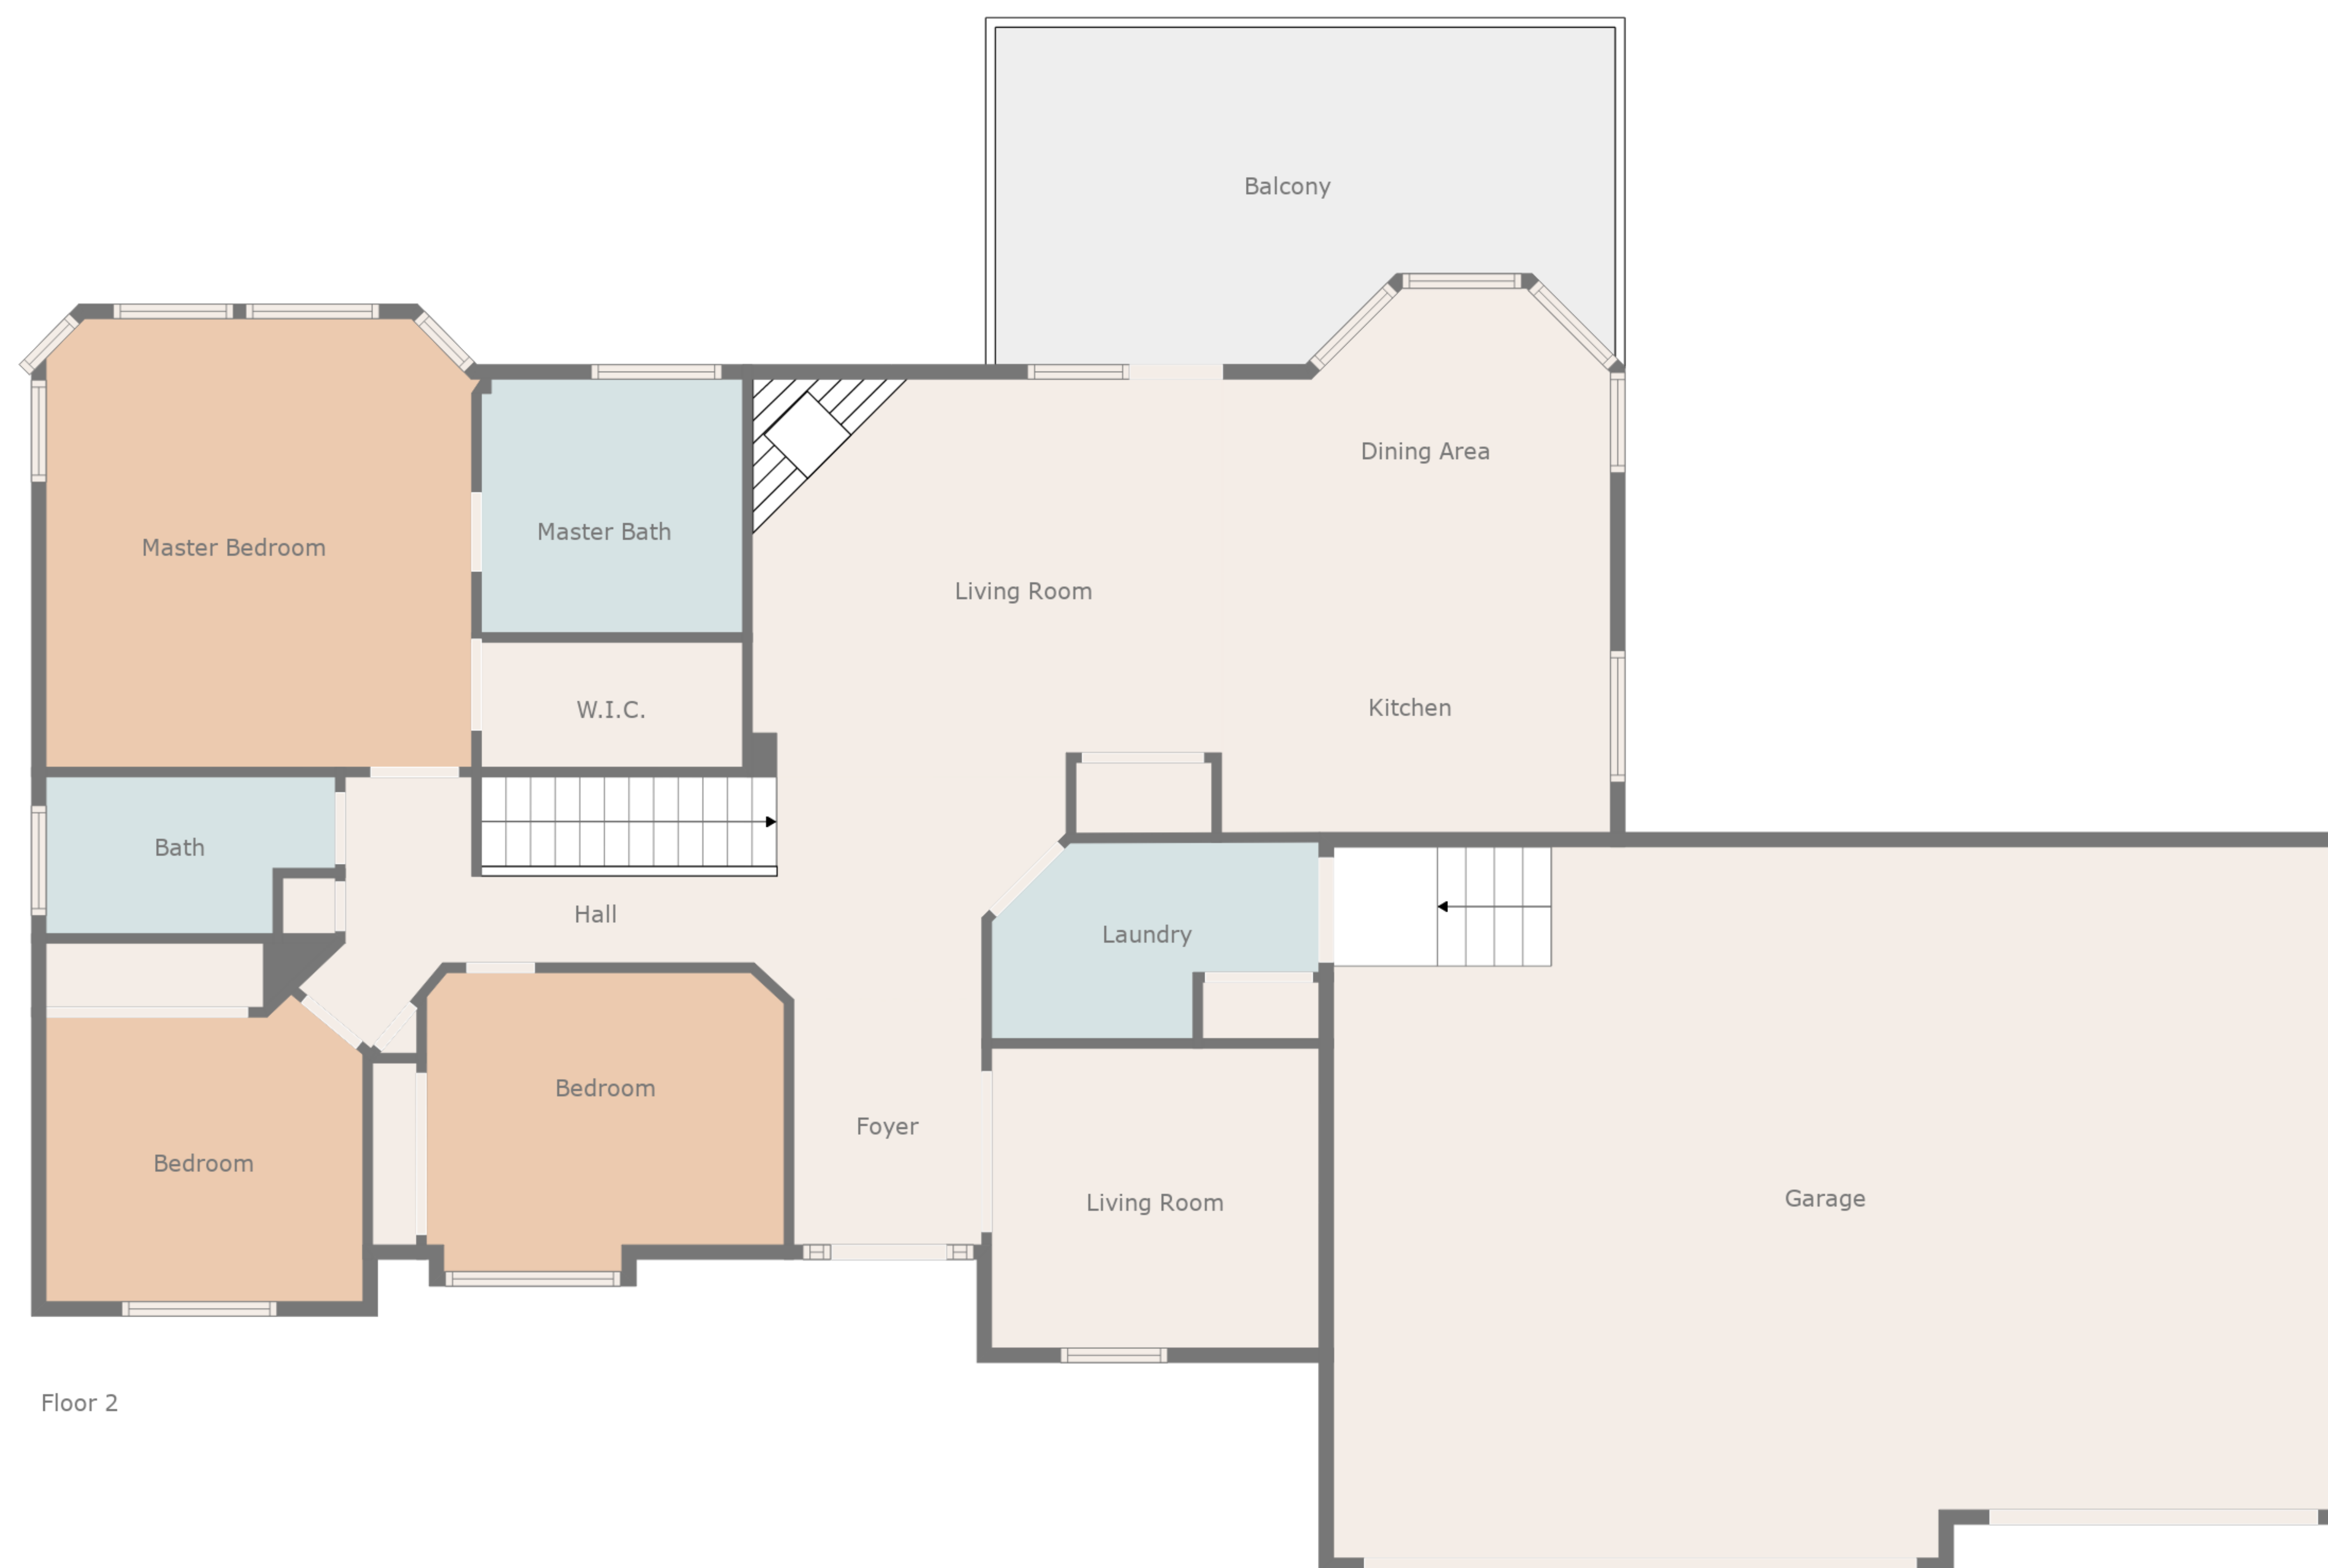 Balcony
Dining Area
Master Bedroom
Master Bath
Living Room
W.I.C.
Kitchen
Bath
Hall
Laundry
Bedroom
Foyer
Bedroom
Living Room
Garage
Floor 2